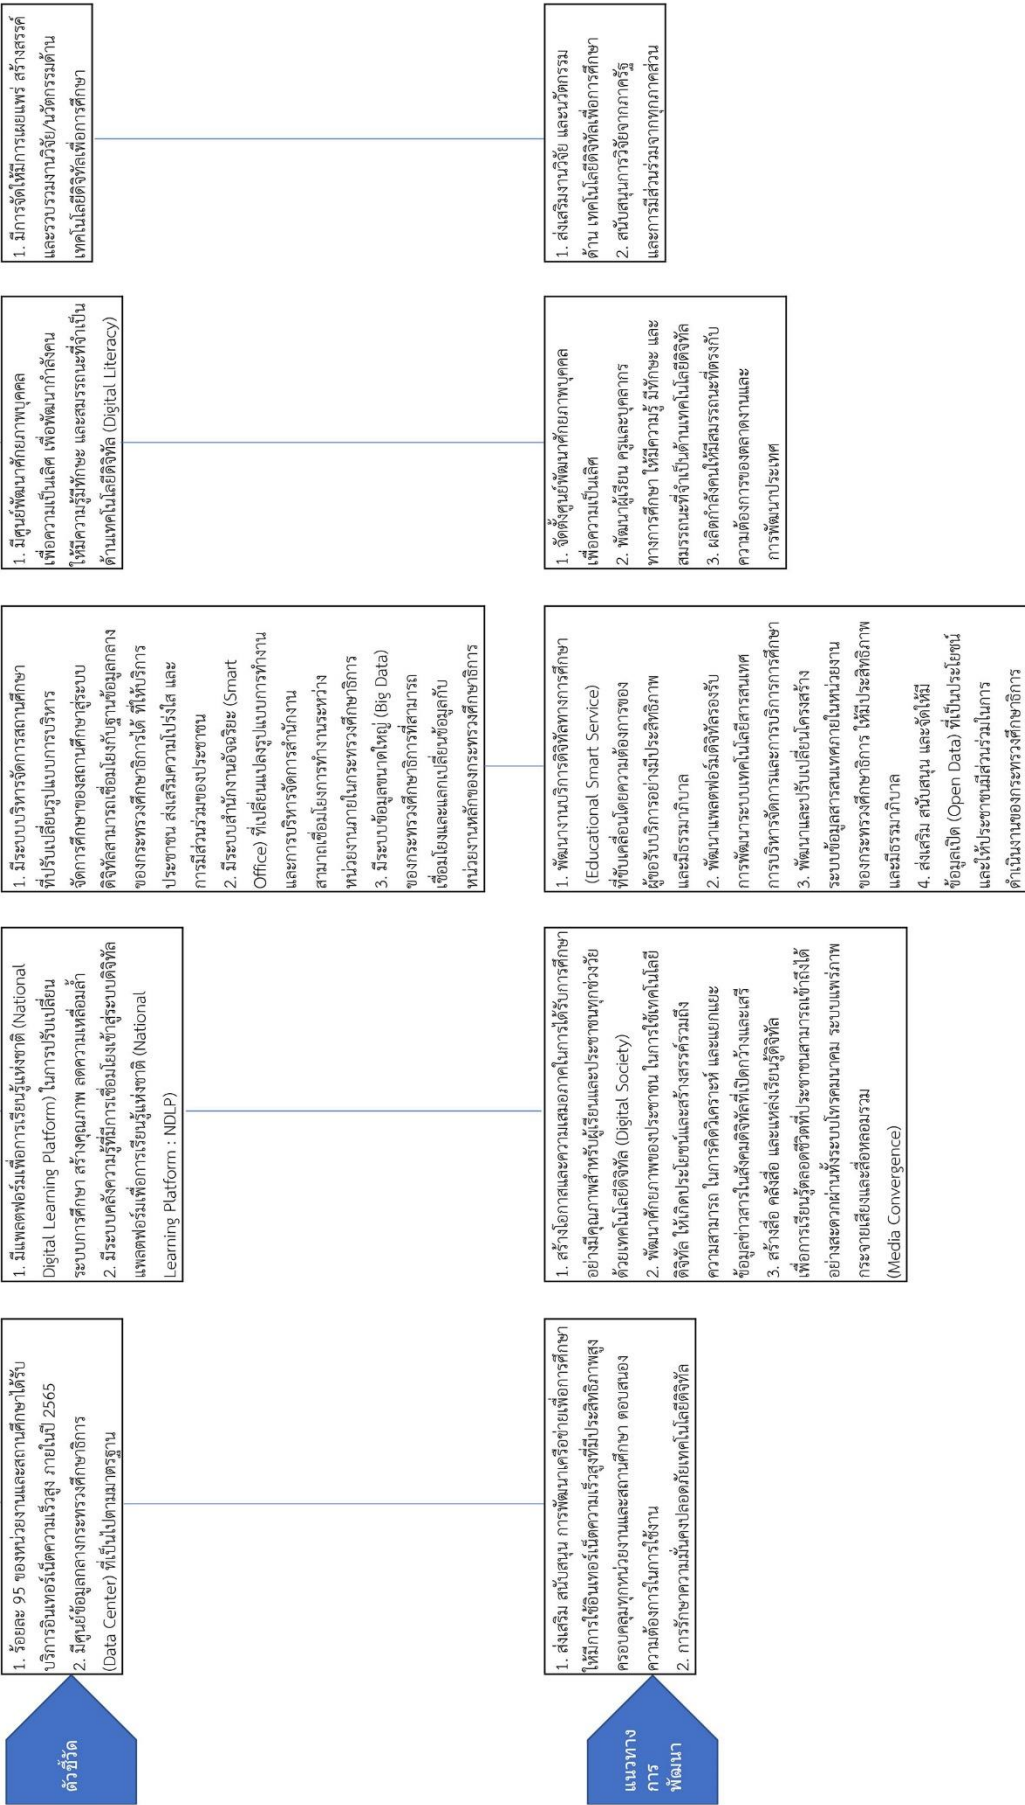 ตัวชี้วัด
1. ร้อยละ 95 ของหน่วยงานและสถานศึกษาได้รับ
บริการอินเทอร์เน็ตความเร็วสูง ภายในปี 2565
2. มีศูนย์ข้อมูลกลางกระทรวงศึกษาธิการ
(Data Center) ที่เป็นไปตามมาตรฐาน
1. มีแพลตฟอร์มเพื่อการเรียนรู้แห่งชาติ (National
Digital Learning Platform) ในการปรับเปลี่ยน
ระบบการศึกษา สร้างคุณภาพ ลดความเหลื่อมล้ำ
2. มีระบบคลังความรู้ที่มีการเชื่อมโยงเข้าสู่ระบบดิจิทัล
แพลตฟอร์มเพื่อการเรียนรู้แห่งชาติ (National
Learning Platform : NDLP)
1. มีระบบบริหารจัดการสถานศึกษา
ที่ปรับเปลี่ยนรูปแบบการบริหาร
จัดการศึกษาของสถานศึกษาสู่ระบบ
ดิจิทัลสามารถเชื่อมโยงกับฐานข้อมูลกลาง
ของกระทรวงศึกษาธิการได้ ที่ให้บริการ
ประชาชน ส่งเสริมความโปร่งใส และ
การมีส่วนร่วมของประชาชน
2. มีระบบสำนักงานอัจฉริยะ (Smart
Office) ที่เปลี่ยนแปลงรูปแบบการทำงาน
และการบริหารจัดการสำนักงาน
สามาถเชื่อมโยงการทำงานระหว่าง
หน่วยงานภายในกระทรวงศึกษาธิการ
3. มีระบบข้อมูลขนาดใหญ่ (Big Data)
ของกระทรวงศึกษาธิการที่สามารถ
เชื่อมโยงและแลกเปลี่ยนข้อมูลกับ
หน่วยงานหลักของกระทรวงศึกษาธิการ
1. มีศูนย์พัฒนาศักยภาพบุคคล
เพื่อความเป็นเลิศ เพื่อพัฒนากำลังคน
ให้มีความรู้มีทักษะ และสมรรถนะที่จำเป็น
ด้านเทคโนโลยีดิจิทัล (Digital Literacy)
1. มีการจัดให้มีการเผยแพร่ สร้างสรรค์
และรวบรวมงานวิจัย/นวัตกรรมด้าน
เทคโนโลยีดิจิทัลเพื่อการศึกษา
แนวทาง
การ
พัฒนา
1. ส่งเสริม สนับสนุน การพัฒนาเครือข่ายเพื่อการศึกษา
ให้มีการใช้อินเทอร์เน็ตความเร็วสูงที่มีประสิทธิภาพสูง
ครอบคลุมทุกหน่วยงานและสถานศึกษา ตอบสนอง
ความต้องการในการใช้งาน
2. การรักษาความมั่นคงปลอดภัยเทคโนโลยีดิจิทัล
1. สร้างโอกาสและความเสมอภาคในการได้รับการศึกษา
อย่างมีคุณภาพสำหรับผู้เรียนและประชาชนทุกช่วงวัย
ด้วยเทคโนโลยีดิจิทัล (Digital Society)
2. พัฒนาศักยภาพของประชาชน ในการใช้เทคโนโลยี
ดิจิทัล ให้เกิดประโยชน์และสร้างสรรค์รวมถึง
ความสามารถ ในการคิดวิเคราะห์ และแยกแยะ
ข้อมูลข่าวสารในสังคมดิจิทัลที่เปิดกว้างและเสรี
3. สร้างสื่อ คลังสื่อ และแหล่งเรียนรู้ดิจิทัล
เพื่อการเรียนรู้ตลอดชีวิตที่ประชาชนสามารถเข้าถึงได้
อย่างสะดวกผ่านทั้งระบบโทรคมนาคม ระบบแพร่ภาพ
กระจายเสียงและสื่อหลอมรวม
(Media Convergence)
1. พัฒนางานบริการดิจิทัลทางการศึกษา
(Educational Smart Service)
ที่ขับเคลื่อนโดยความต้องการของ
ผู้ขอรับบริการอย่างมีประสิทธิภาพ
และมีธรรมาภิบาล
2. พัฒนาแพลตฟอร์มดิจิทัลรองรับ
การพัฒนาระบบเทคโนโลยีสารสนเทศ
การบริหารจัดการและการบริการการศึกษา
3. พัฒนาและปรับเปลี่ยนโครงสร้าง
ระบบข้อมูลสารสนเทศภายในหน่วยงาน
ของกระทรวงศึกษาธิการ ให้มีประสิทธิภาพ
และมีธรรมาภิบาล
4. ส่งเสริม สนับสนุน และจัดให้มี
ข้อมูลเปิด (Open Data) ที่เป็นประโยชน์
และให้ประชาชนมีส่วนร่วมในการ
ดำเนินงานของกระทรวงศึกษาธิการ
1. จัดตั้งศูนย์พัฒนาศักยภาพบุคคล
เพื่อความเป็นเลิศ
2. พัฒนาผู้เรียน ครูและบุคลากร
ทางการศึกษา ให้มีความรู้ มีทักษะ และ
สมรรถนะที่จำเป็นด้านเทคโนโลยีดิจิทัล
3. ผลิตกำลังคนให้มีสมรรถนะที่ตรงกับ
ความต้องการของตลาดงานและ
การพัฒนาประเทศ
1. ส่งเสริมงานวิจัย และนวัตกรรม
ด้าน เทคโนโลยีดิจิทัลเพื่อการศึกษา
2. สนับสนุนการวิจัยจากภาครัฐ
และการมีส่วนร่วมจากทุกภาคส่วน